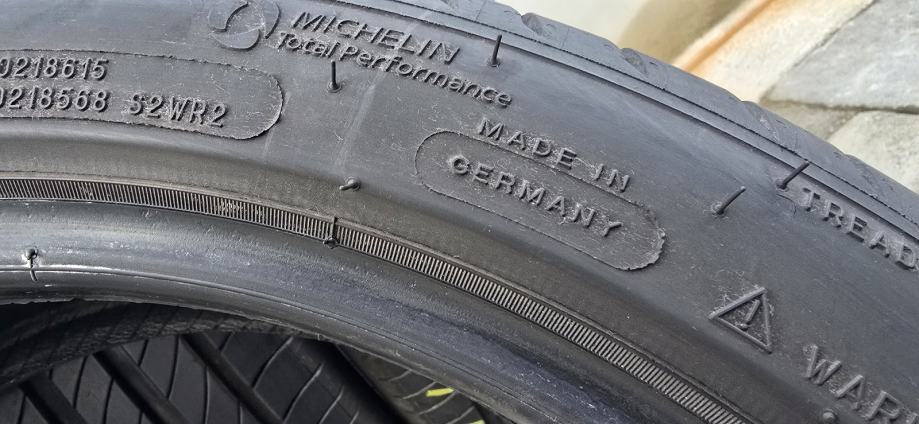 MICHELIN
Total Performance
0218615
0218568 S2WR2
MADE IN
GERMANY
TREAD
WAR